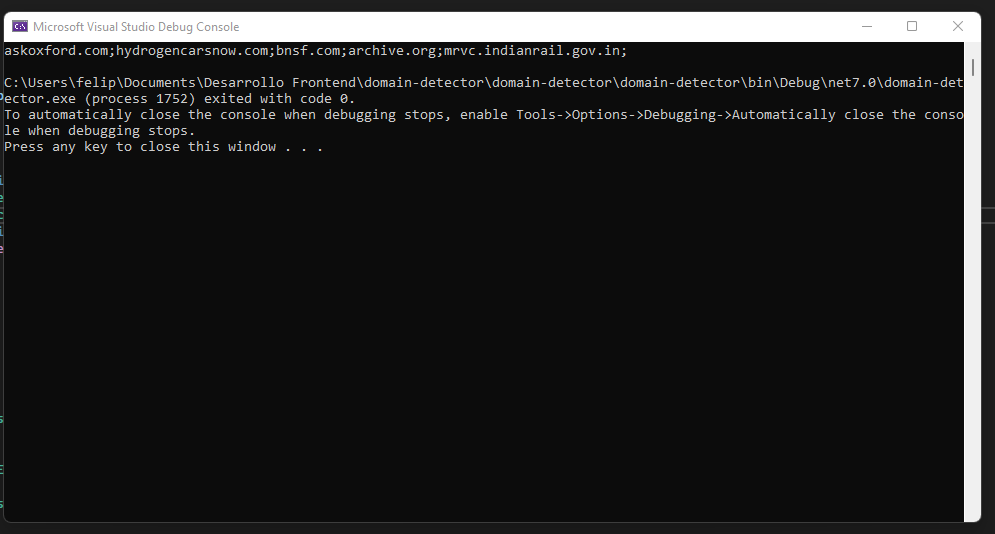 Microsoft Visual Studio Debug Console
askoxford.com;hydrogencarsnow.com;bnsf.com;archive.org;mrvc.indianrail.gov.in;
C:\Users\felip\Documents\Desarrollo Frontend\domain-detector\domain-detector\domain-detector\bin\Debug\net7.0\domain-det
ector.exe (process 1752) exited with code 0.
To automatically close the console when debugging stops, enable Tools->Options->Debugging->Automatically close the conso
le when debugging stops.
Press any key to close this window . . .